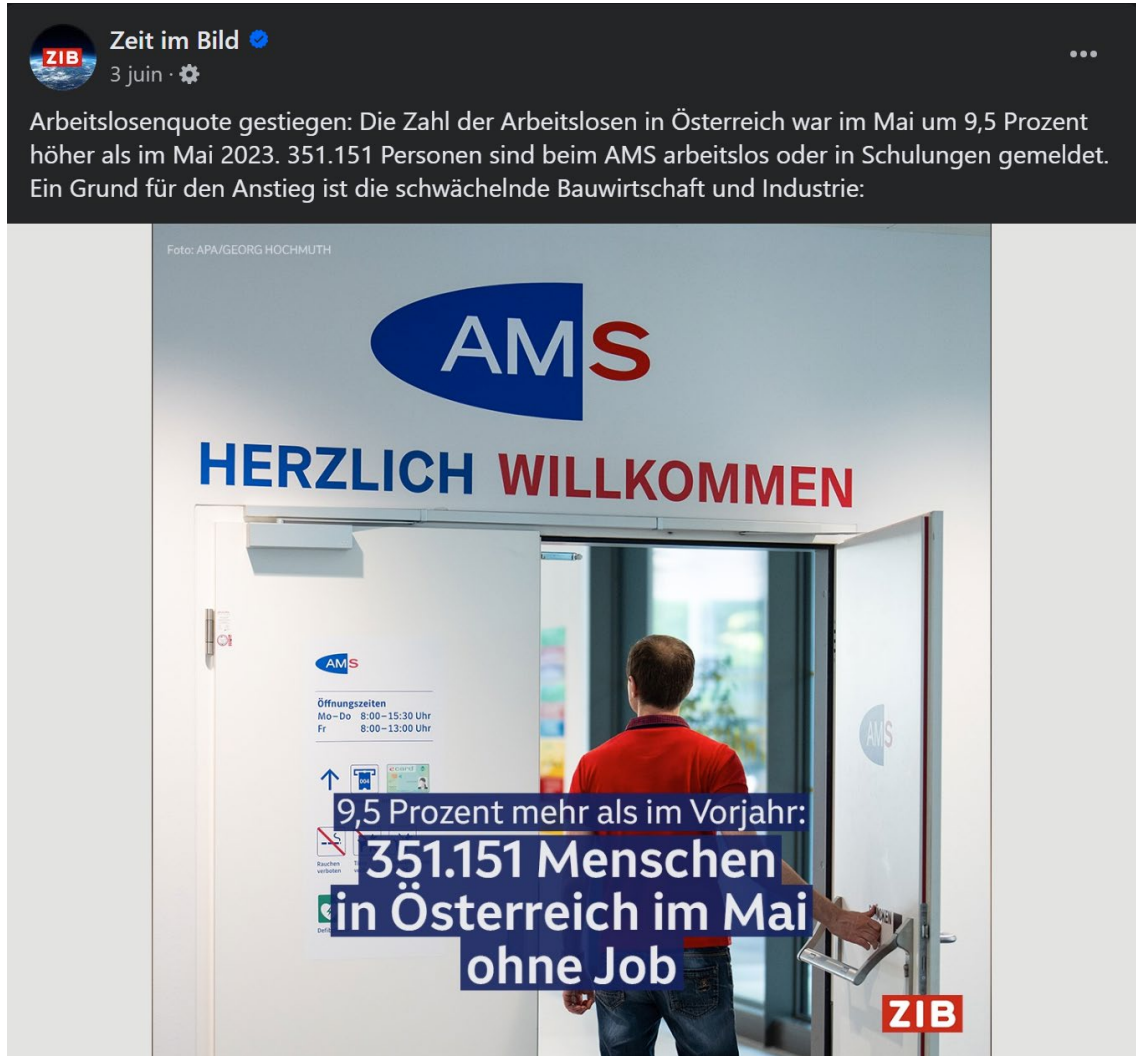 ZIB
Zeit im Bild
3 juin ·
Arbeitslosenquote gestiegen: Die Zahl der Arbeitslosen in Österreich war im Mai um 9,5 Prozent
höher als im Mai 2023. 351.151 Personen sind beim AMS arbeitslos oder in Schulungen gemeldet.
Ein Grund für den Anstieg ist die schwächelnde Bauwirtschaft und Industrie:
Foto: APA/GEORG HOCHMUTH
AMS
HERZLICH WILLKOMMEN
AMS
Öffnungszeiten
Mo–Do 8:00–15:30 Uhr
Fr 8:00–13:00 Uhr
AMS
004
9,5 Prozent mehr als im Vorjahr:
Rauchen
verboten
351.151 Menschen
in Österreich im Mai
ohne Job
ZIB